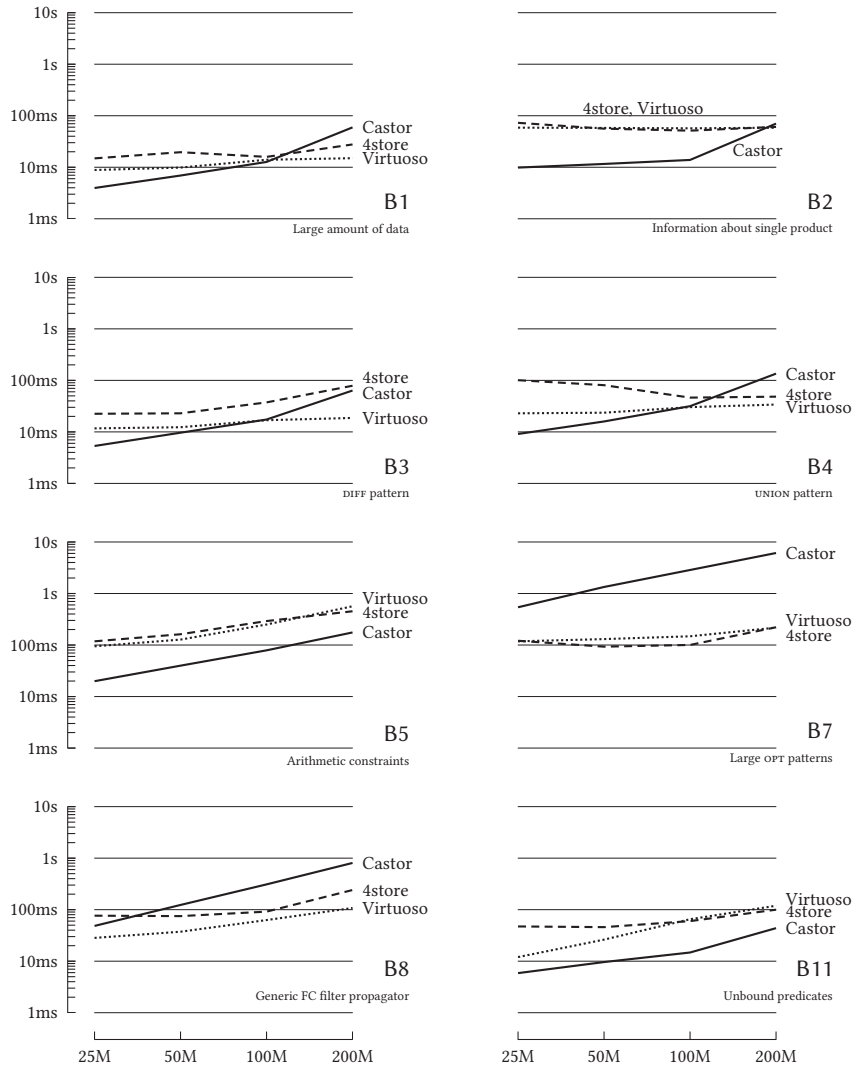 10s
1s
100ms
10ms
1ms
Castor
4store
Virtuoso
B1
Large amount of data
4store, Virtuoso
Castor
B2
Information about single product
10s
1s
100ms
10ms
1ms
4store
Castor
Virtuoso
B3
DIFF pattern
Castor
4store
Virtuoso
B4
UNION pattern
10s
1s
100ms
10ms
1ms
Virtuoso
4store
Castor
B5
Arithmetic constraints
Castor
Virtuoso
4store
B7
Large OPT patterns
10s
1s
100ms
10ms
1ms
Castor
4store
Virtuoso
B8
Generic FC filter propagator
Virtuoso
4store
Castor
B11
Unbound predicates
25M 50M 100M 200M
25M 50M 100M 200M